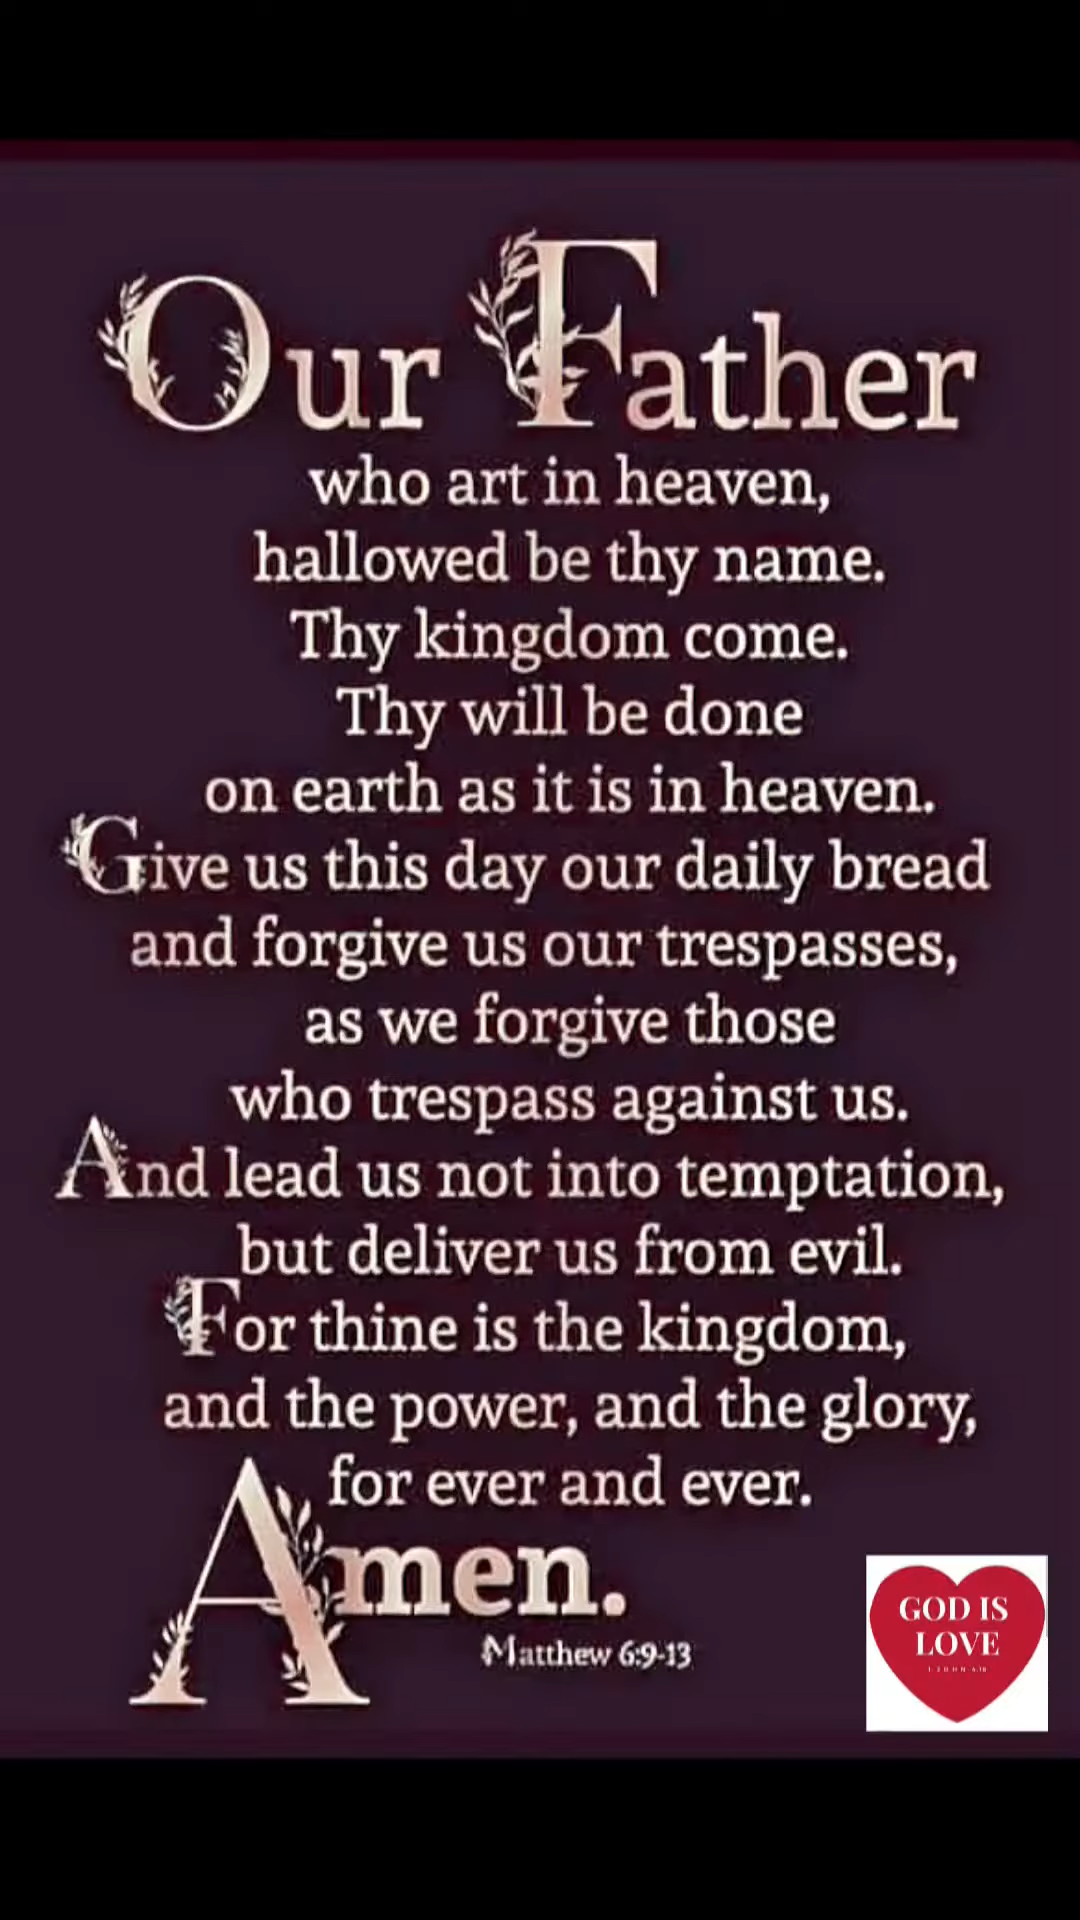 Our Father
who art in heaven,
hallowed be thy name.
Thy kingdom come.
Thy will be done
on earth as it is in heaven.
Give us this day our daily bread
and forgive us our trespasses,
as we forgive those
who trespass against us.
And lead us not into temptation,
but deliver us from evil.
For thine is the kingdom,
and the power, and the glory,
for ever and ever.
Amen.
Matthew 6:9-13
GOD IS
LOVE
1 JOHN